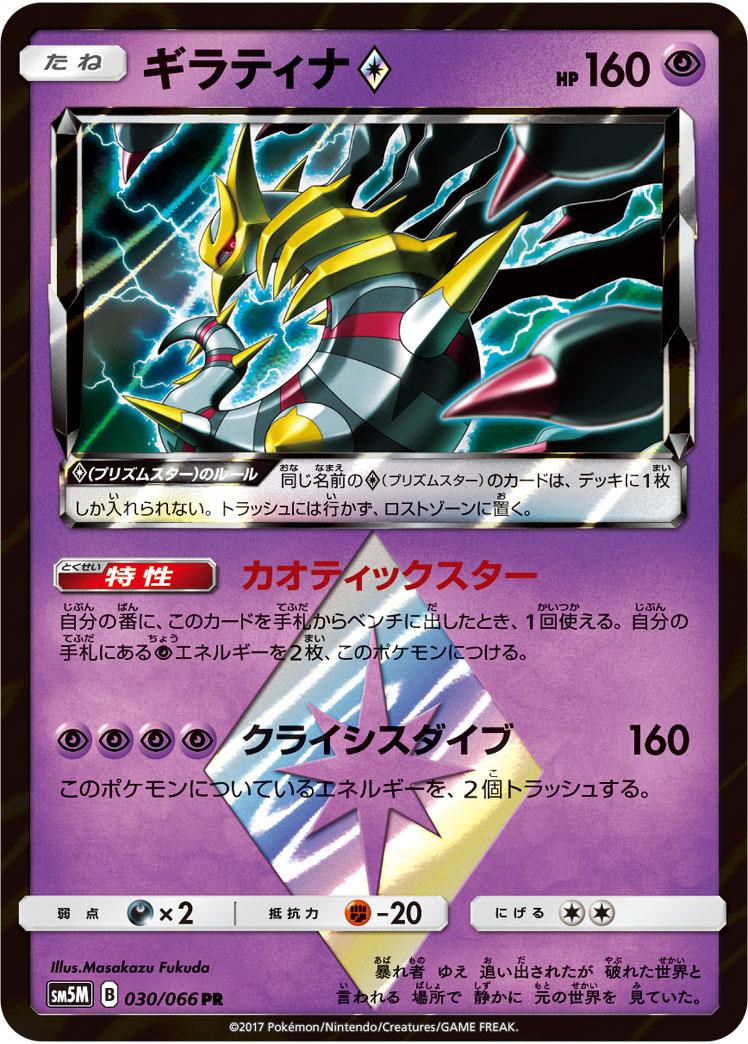 たね ギラティナ◇ HP 160
◇(プリズムスター)のルール 同じ名前の◇(プリズムスター)のカードは、デッキに1枚
しか入れられない。トラッシュには行かず、ロストゾーンに置く。
特性 カオティックスター
自分の番に、このカードを手札からベンチに出したとき、1回使える。自分の
手札にある超エネルギーを2枚、このポケモンにつける。
クライシスダイブ 160
このポケモンについているエネルギーを、2個トラッシュする。
弱点 ×2 抵抗力 -20 にげる
Illus.Masakazu Fukuda
暴れ者 ゆえ 追い出されたが 破れた世界と
SM5M B 030/066 PR
言われる 場所で 静かに 元の世界を 見ていた。
©2017 Pokémon/Nintendo/Creatures/GAME FREAK.